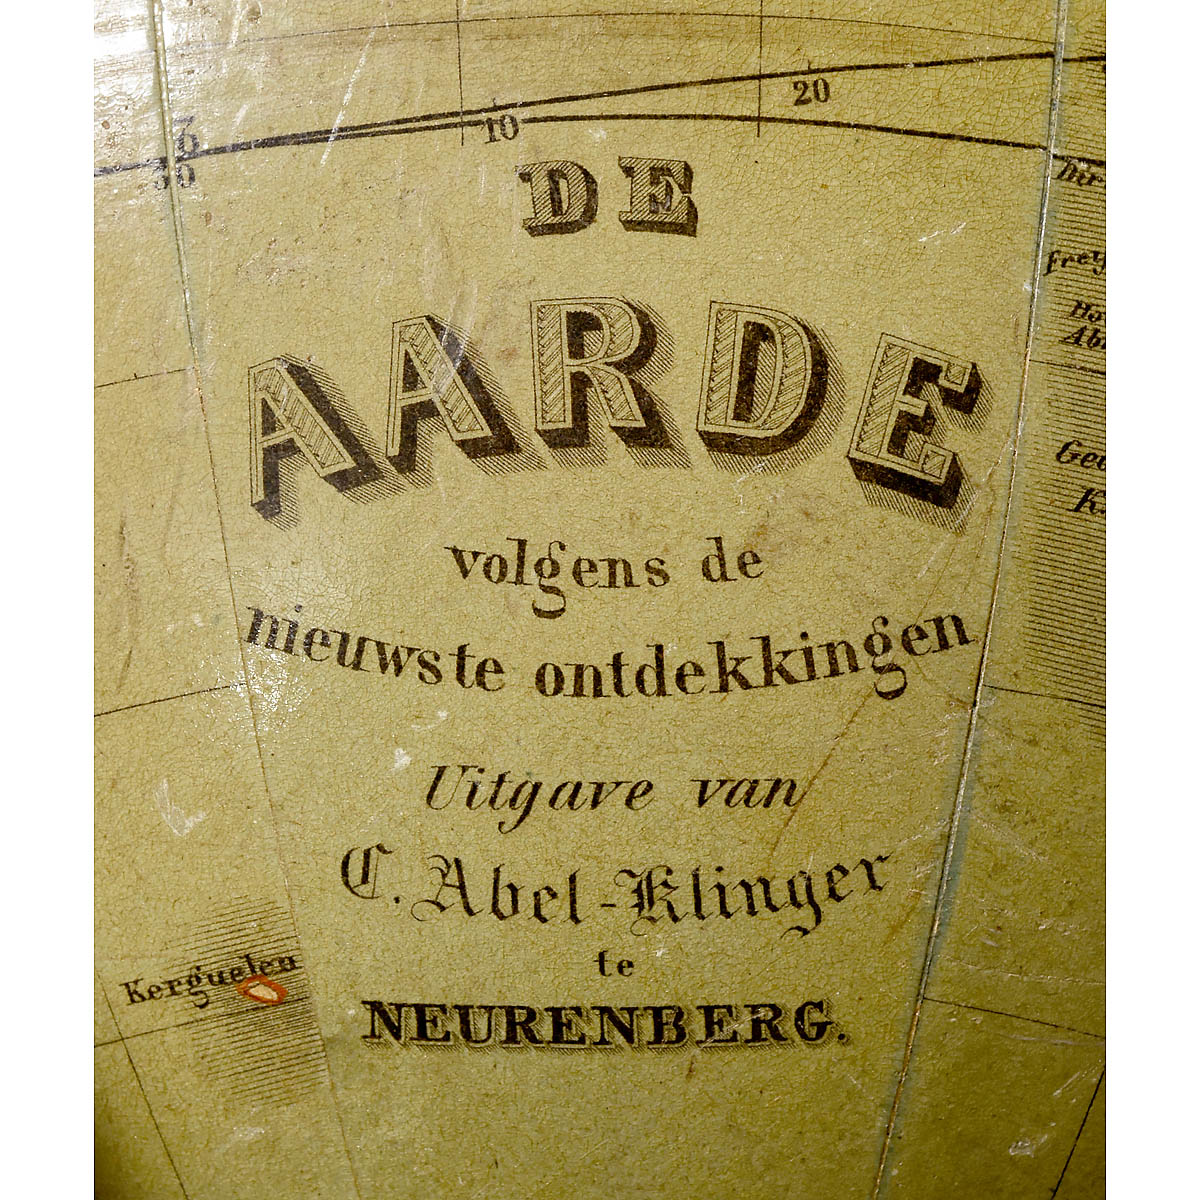 20
10
DE
AARDE
volgens de
nieuwste ontdekkingen
Uitgave van
C. Abel-Klinger
te
NEURENBERG.
Kerguelen